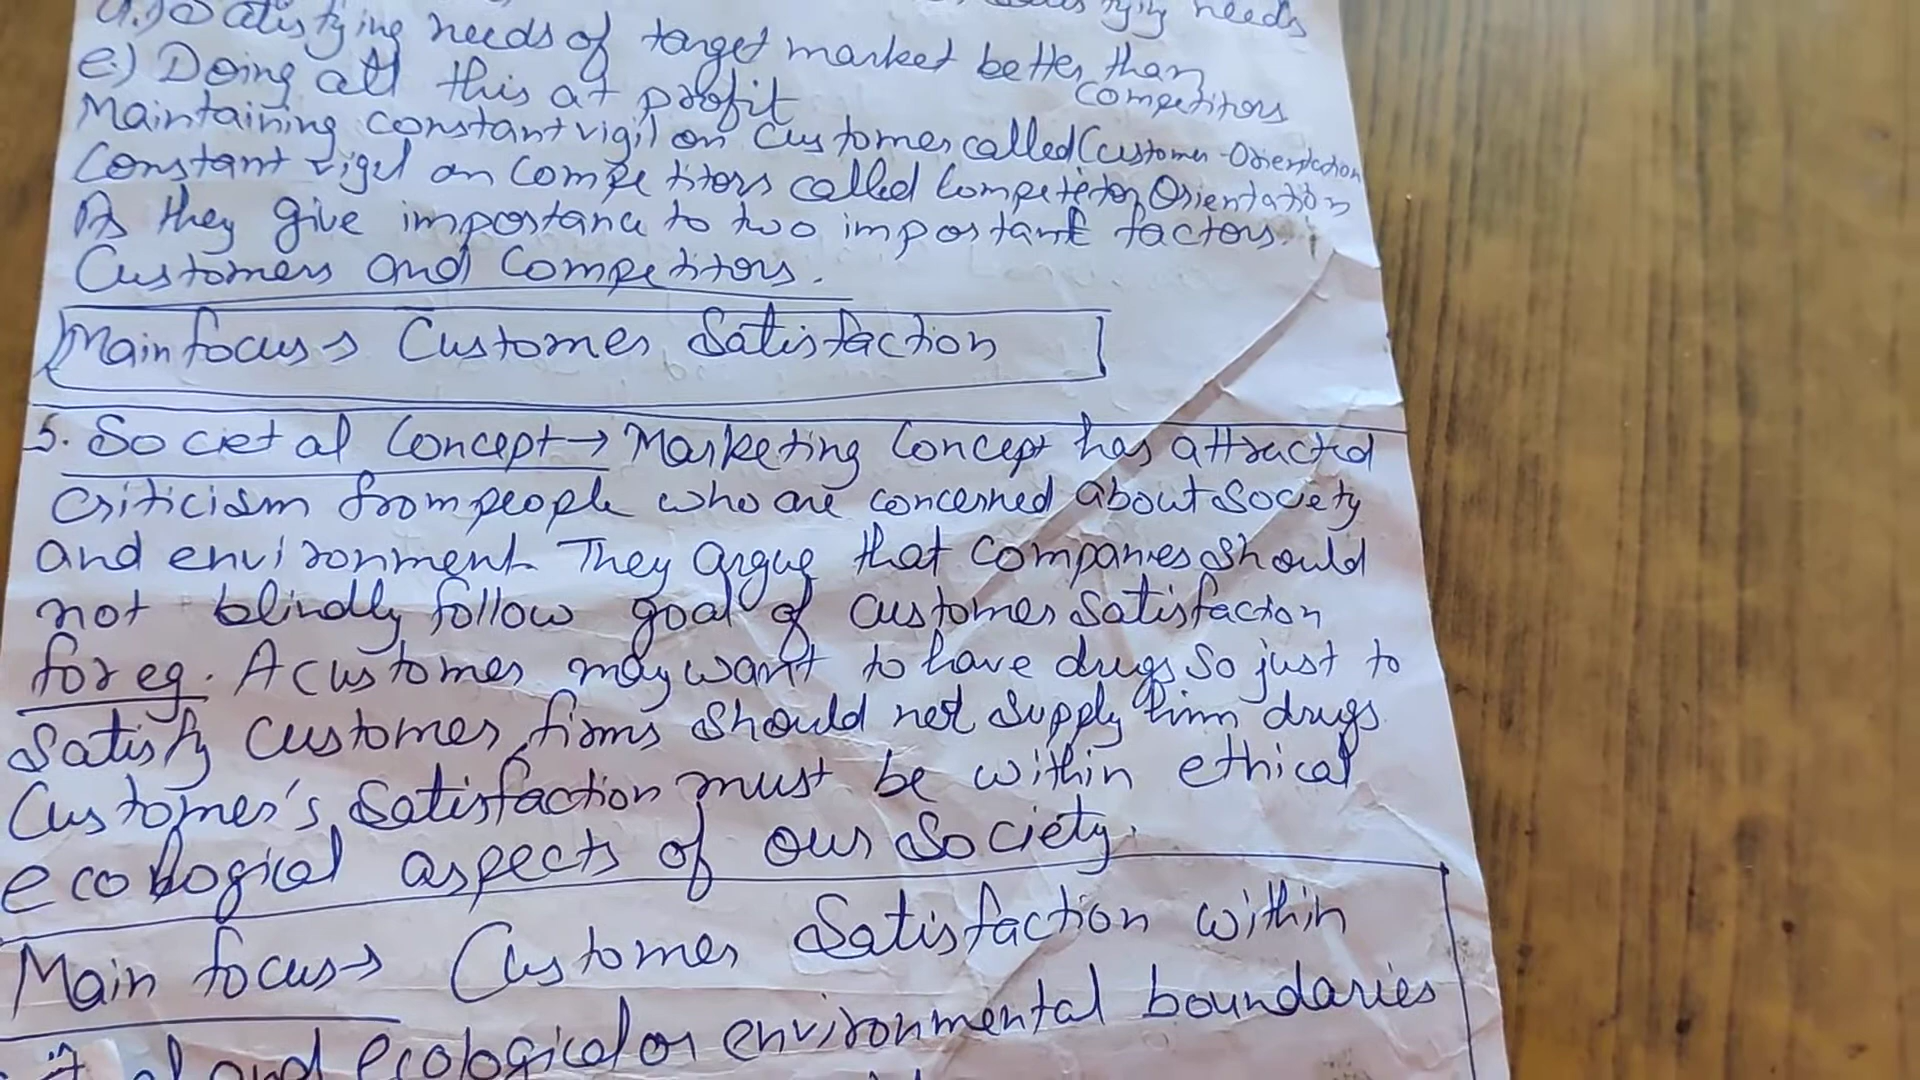 Satisfying needs of target market better than
competitors
e.) Doing all this at profit
Maintaining constant vigil on Customer called Customer-Orientation
Constant vigel on Competitors called Competitor Orientation
As they give importance to two important factors.
Customers and Competitors.
Main focus → Customer Satisfaction
5. Societal Concept → Marketing Concept has attracted
criticism from people who are concerned about Society
and environment. They argue that Companies should
not blindly follow goal of customer Satisfaction
for eg. A customer may want to have drugs So just to
Satisfy customer, firms should not supply him drugs.
Customer's Satisfaction must be within ethical
ecological aspects of our Society.
Main focus → Customer Satisfaction within
and ecological or environmental boundaries